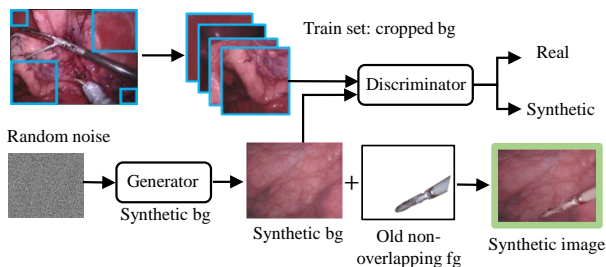 Train set: cropped bg
Real
Discriminator
Synthetic
Random noise
Generator
Synthetic bg
Synthetic bg
Old non-
overlapping fg
Synthetic image